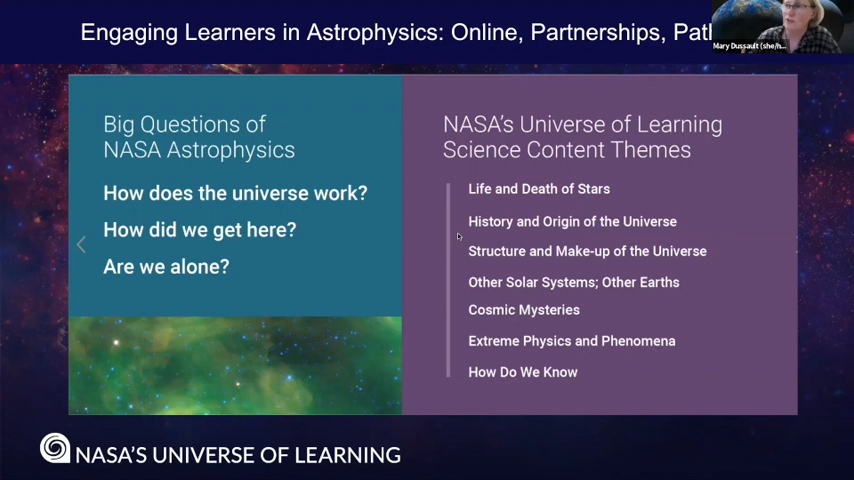 Engaging Learners in Astrophysics: Online, Partnerships,
Mary Dussault (she/h...
Big Questions of
NASA Astrophysics
How does the universe work?
How did we get here?
Are we alone?
NASA's Universe of Learning
Science Content Themes
Life and Death of Stars
History and Origin of the Universe
Structure and Make-up of the Universe
Other Solar Systems; Other Earths
Cosmic Mysteries
Extreme Physics and Phenomena
How Do We Know
NASA'S UNIVERSE OF LEARNING